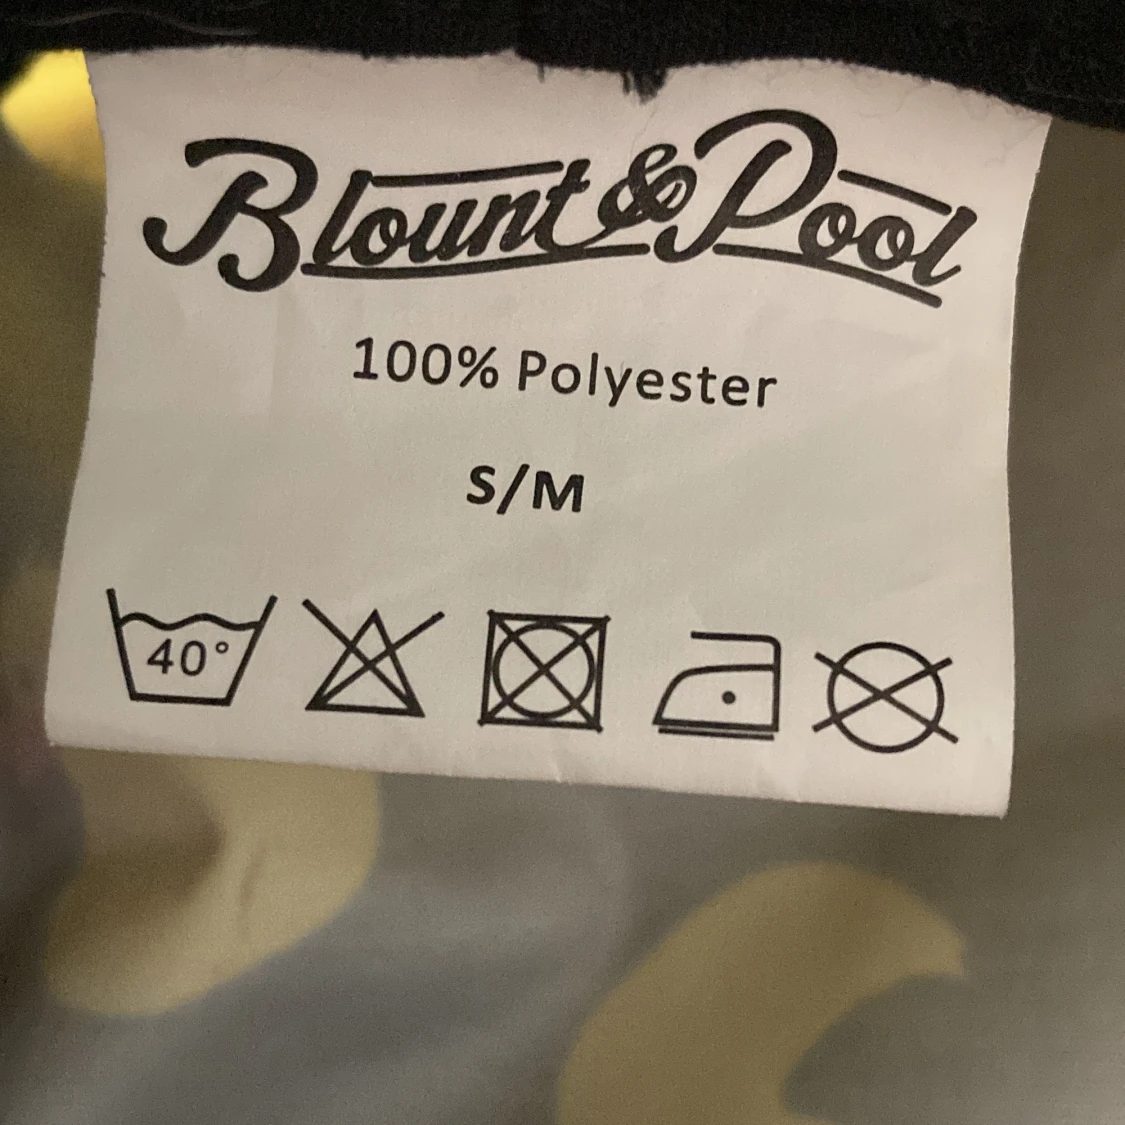 Blount & Pool
100% Polyester
S/M
40°